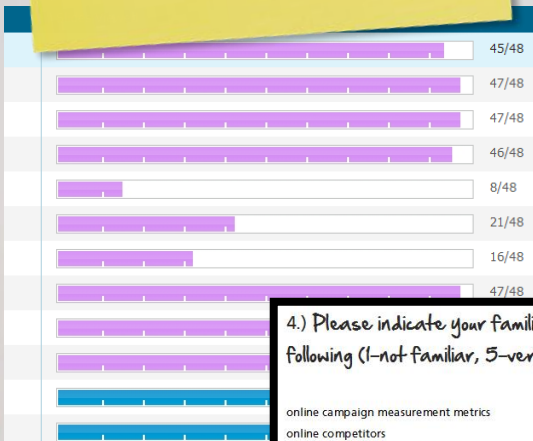 45/48
47/48
47/48
46/48
8/48
21/48
16/48
47/48
4.) Please indicate your famili
following (1-not familiar, 5-ver
online campaign measurement metrics
online competitors